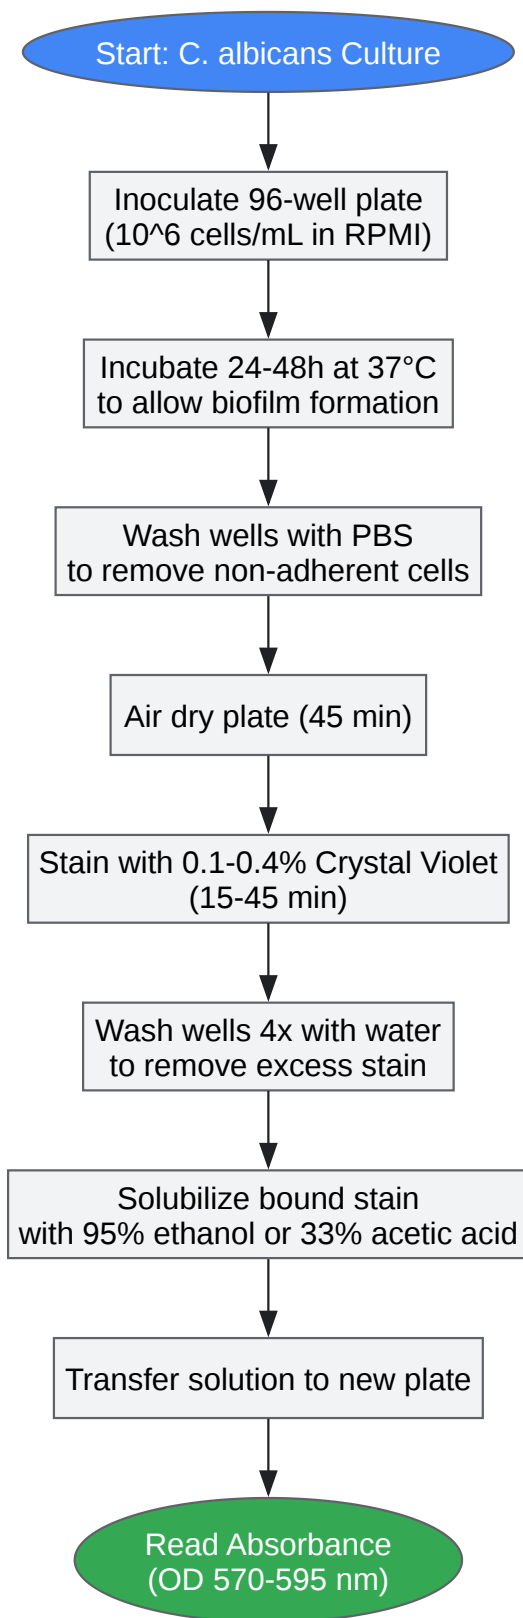 Start: C. albicans Culture
Inoculate 96-well plate
(10^6 cells/mL in RPMI)
Incubate 24-48h at 37°C
to allow biofilm formation
Wash wells with PBS
to remove non-adherent cells
Air dry plate (45 min)
Stain with 0.1-0.4% Crystal Violet
(15-45 min)
Wash wells 4x with water
to remove excess stain
Solubilize bound stain
with 95% ethanol or 33% acetic acid
Transfer solution to new plate
Read Absorbance
(OD 570-595 nm)